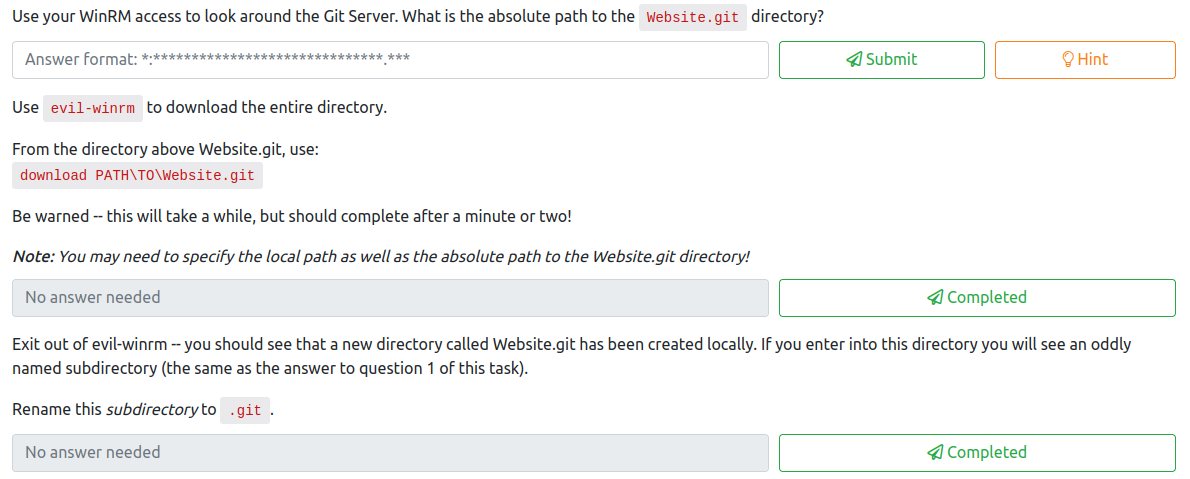 Use your WinRM access to look around the Git Server. What is the absolute path to the Website.git directory?
Answer format: *:******************************.***
Submit
Hint
Use evil-winrm to download the entire directory.
From the directory above Website.git, use:
download PATH\TO\Website.git
Be warned -- this will take a while, but should complete after a minute or two!
Note: You may need to specify the local path as well as the absolute path to the Website.git directory!
No answer needed
Completed
Exit out of evil-winrm -- you should see that a new directory called Website.git has been created locally. If you enter into this directory you will see an oddly
named subdirectory (the same as the answer to question 1 of this task).
Rename this subdirectory to .git.
No answer needed
Completed